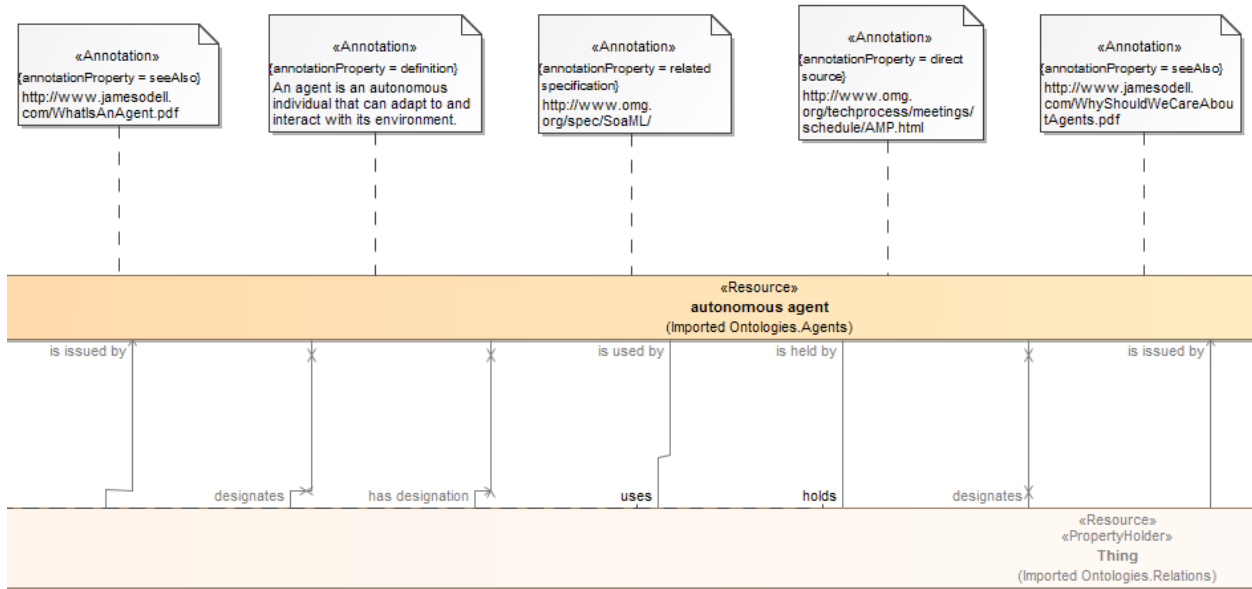 «Annotation»
{annotationProperty = seeAlso}
http://www.jamesodell.
com/WhatIsAnAgent.pdf
«Annotation»
{annotationProperty = definition}
An agent is an autonomous
individual that can adapt to and
interact with its environment.
«Annotation»
{annotationProperty = related
specification}
http://www.omg.
org/spec/SoaML/
«Annotation»
{annotationProperty = direct
source}
http://www.omg.
org/techprocess/meetings/
schedule/AMP.html
«Annotation»
{annotationProperty = seeAlso}
http://www.jamesodell.
com/WhyShouldWeCareAbou
tAgents.pdf
«Resource»
autonomous agent
(Imported Ontologies.Agents)
is issued by
is used by
is held by
is issued by
designates
has designation
uses
holds
designates
«Resource»
«PropertyHolder»
Thing
(Imported Ontologies.Relations)